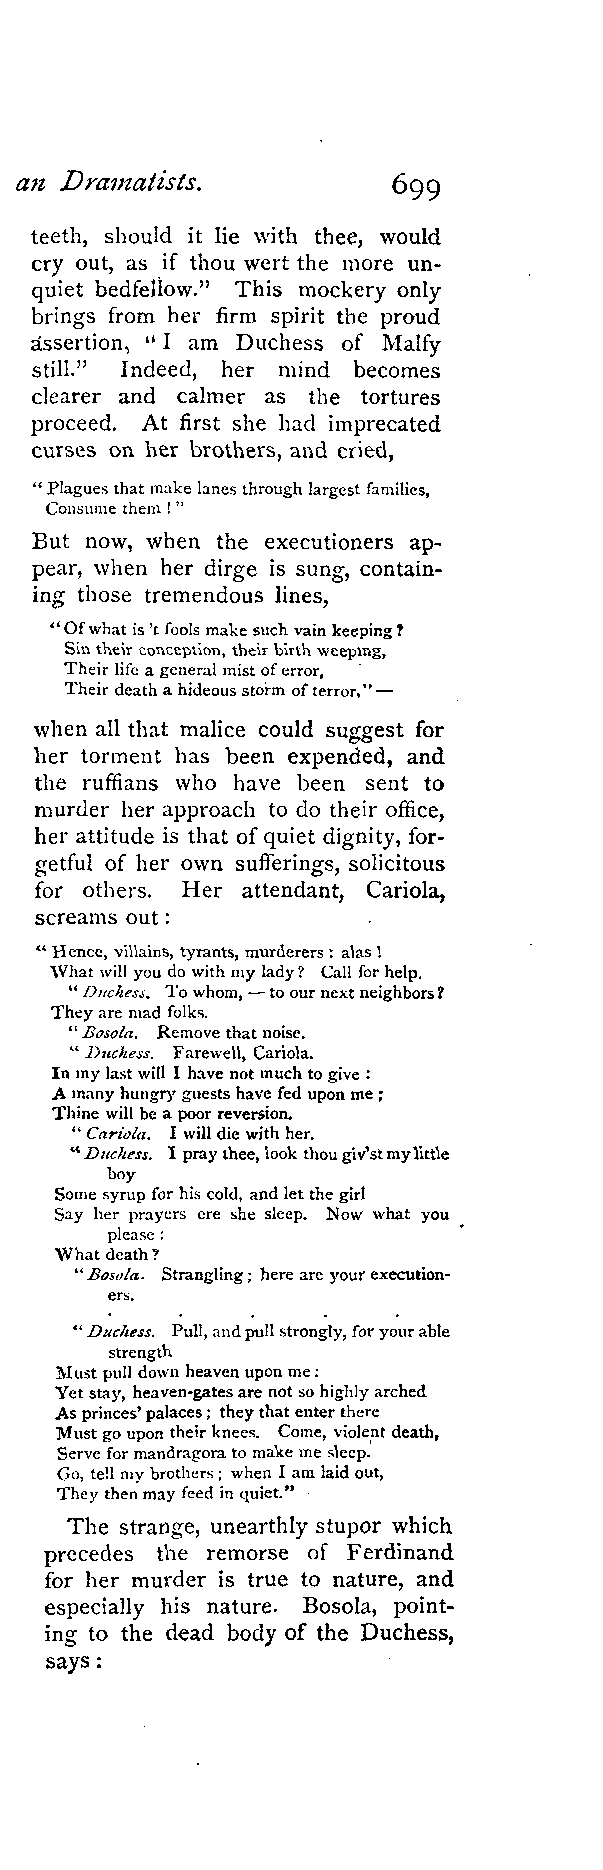 an Dramatists. 699
teeth, should it lie with thee, would
cry out, as if thou wert the more un-
quiet bedfellow." This mockery only
brings from her firm spirit the proud
assertion, "I am Duchess of Malfy
still." Indeed, her mind becomes
clearer and calmer as the tortures
proceed. At first she had imprecated
curses on her brothers, and cried,
"Plagues that make lanes through largest families,
Consume them!"
But now, when the executioners ap-
pear, when her dirge is sung, contain-
ing those tremendous lines,
"Of what is 't fools make such vain keeping?
Sin their conception, their birth weeping,
Their life a general mist of error,
Their death a hideous storm of terror,"—
when all that malice could suggest for
her torment has been expended, and
the ruffians who have been sent to
murder her approach to do their office,
her attitude is that of quiet dignity, for-
getful of her own sufferings, solicitous
for others. Her attendant, Cariola,
screams out:
"Hence, villains, tyrants, murderers: alas!
What will you do with my lady? Call for help.
"Duchess. To whom, — to our next neighbors?
They are mad folks.
"Bosola. Remove that noise.
"Duchess. Farewell, Cariola.
In my last will I have not much to give:
A many hungry guests have fed upon me;
Thine will be a poor reversion.
"Cariola. I will die with her.
"Duchess. I pray thee, look thou giv'st my little
boy
Some syrup for his cold, and let the girl
Say her prayers ere she sleep. Now what you
please:
What death?
"Bosola. Strangling; here are your execution-
ers.
. . . . .
"Duchess. Pull, and pull strongly, for your able
strength
Must pull down heaven upon me:
Yet stay, heaven-gates are not so highly arched
As princes' palaces; they that enter there
Must go upon their knees. Come, violent death,
Serve for mandragora to make me sleep.
Go, tell my brothers; when I am laid out,
They then may feed in quiet."
The strange, unearthly stupor which
precedes the remorse of Ferdinand
for her murder is true to nature, and
especially his nature. Bosola, point-
ing to the dead body of the Duchess,
says: